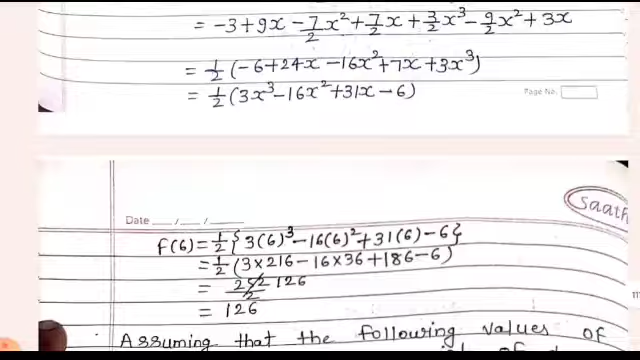 = -3+9x - 7/2 x² + 7/2 x + 3/2 x³ - 9/2 x² + 3x
= 1/2 (-6+24x -16x²+7x+3x³)
= 1/2 (3x³-16x²+31x-6)
Page No.
Saath
Date __/__/__
f(6) = 1/2 {3(6)³-16(6)²+31(6)-6}
= 1/2 (3×216-16×36+186-6)
= 252/2 126
= 126
Assuming that the following values of